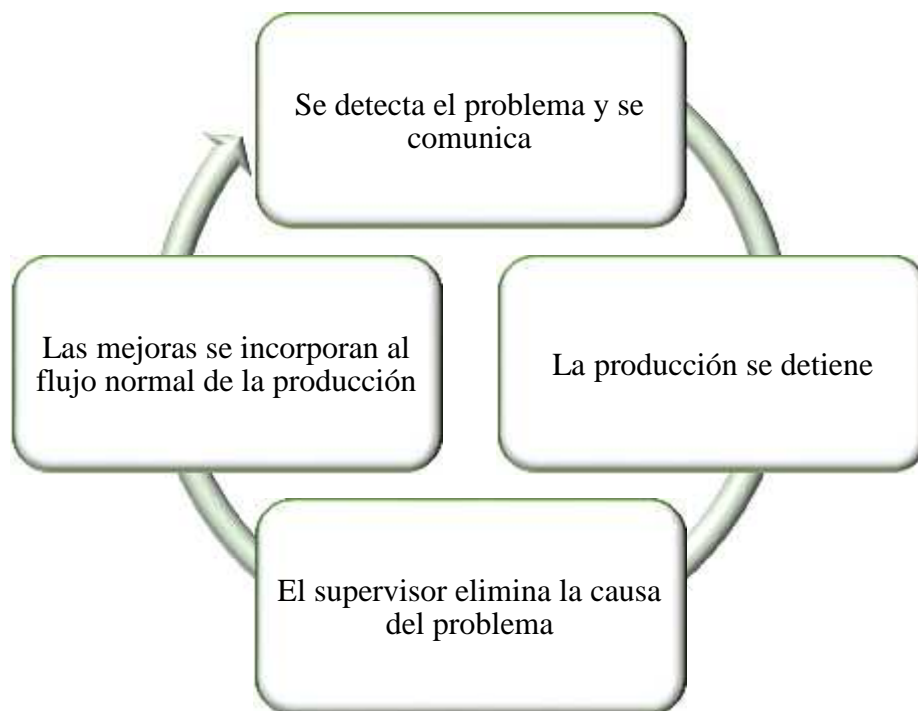 Se detecta el problema y se
comunica
La producción se detiene
El supervisor elimina la causa
del problema
Las mejoras se incorporan al
flujo normal de la producción